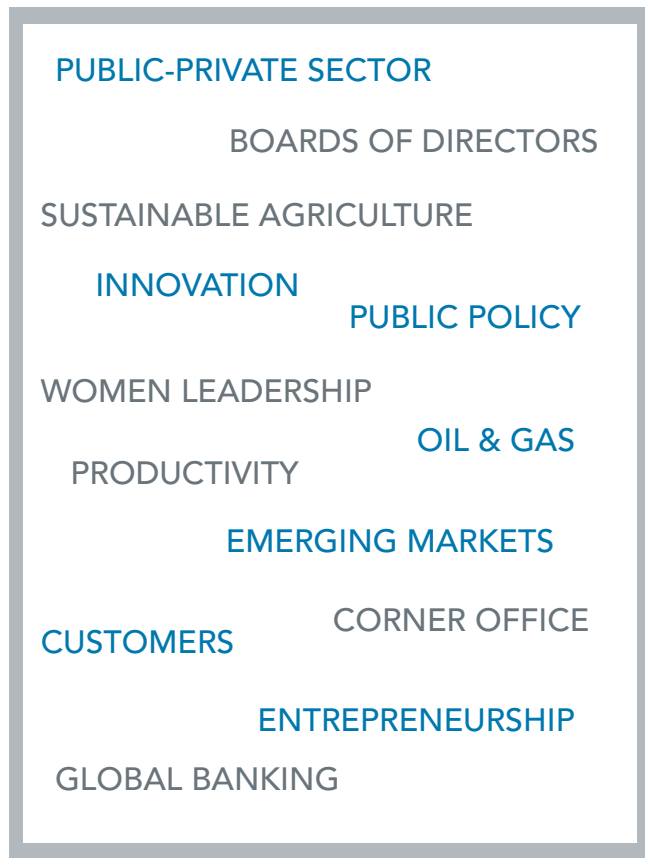 PUBLIC-PRIVATE SECTOR
BOARDS OF DIRECTORS
SUSTAINABLE AGRICULTURE
INNOVATION
PUBLIC POLICY
WOMEN LEADERSHIP
OIL & GAS
PRODUCTIVITY
EMERGING MARKETS
CORNER OFFICE
CUSTOMERS
ENTREPRENEURSHIP
GLOBAL BANKING